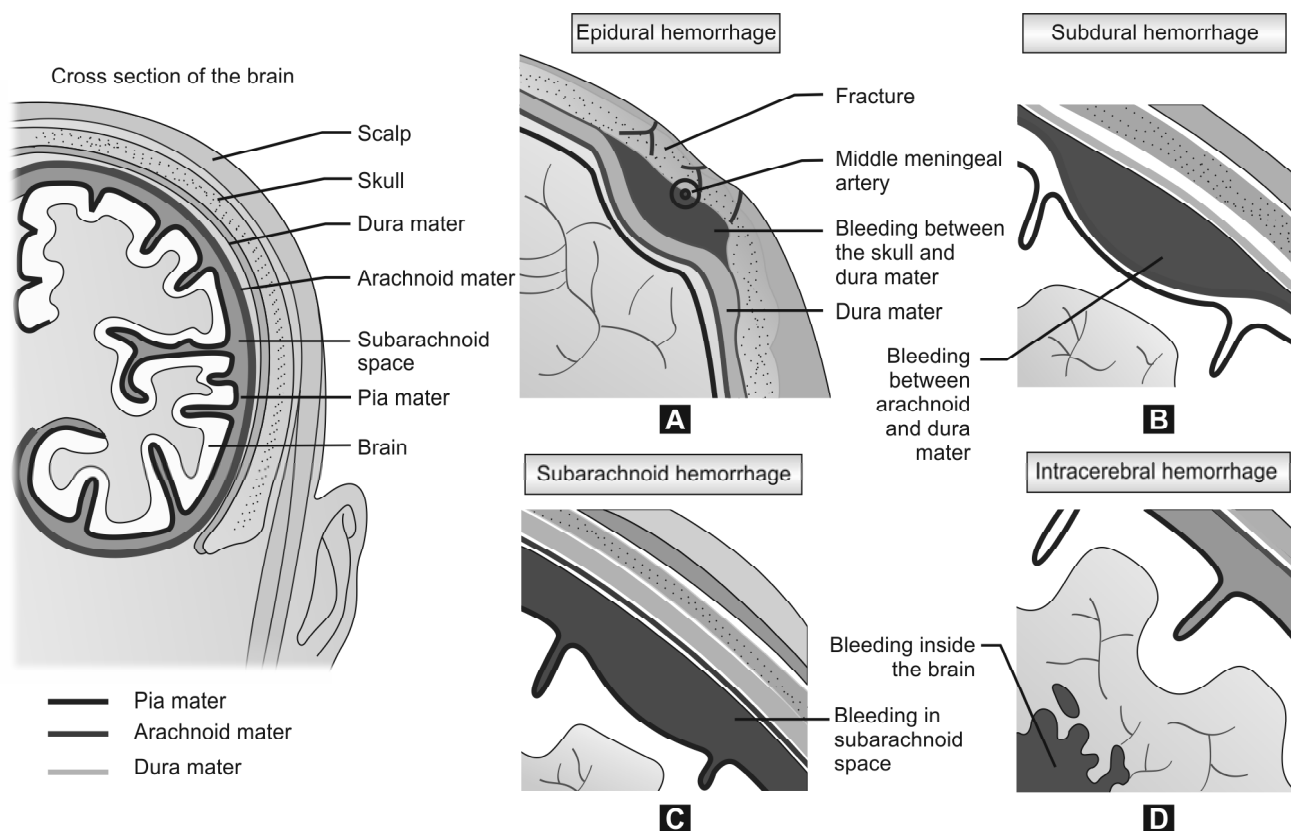 Cross section of the brain
Scalp
Skull
Dura mater
Arachnoid mater
Subarachnoid
space
Pia mater
Brain
Pia mater
Arachnoid mater
Dura mater
Epidural hemorrhage
Fracture
Middle meningeal
artery
Bleeding between
the skull and
dura mater
Dura mater
A
Subdural hemorrhage
Bleeding
between
arachnoid
and dura
mater
B
Subarachnoid hemorrhage
Bleeding in
subarachnoid
space
C
Intracerebral hemorrhage
Bleeding inside
the brain
D